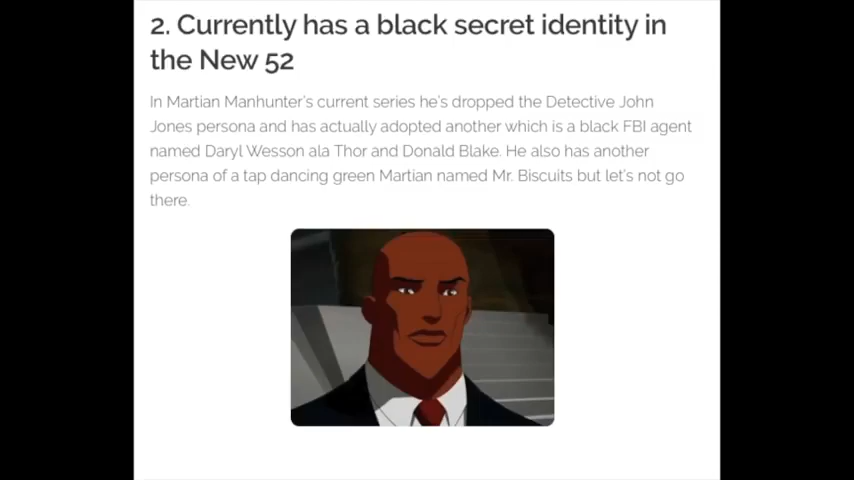 2. Currently has a black secret identity in
the New 52
In Martian Manhunter's current series he's dropped the Detective John
Jones persona and has actually adopted another which is a black FBI agent
named Daryl Wesson ala Thor and Donald Blake. He also has another
persona of a tap dancing green Martian named Mr. Biscuits but let's not go
there.